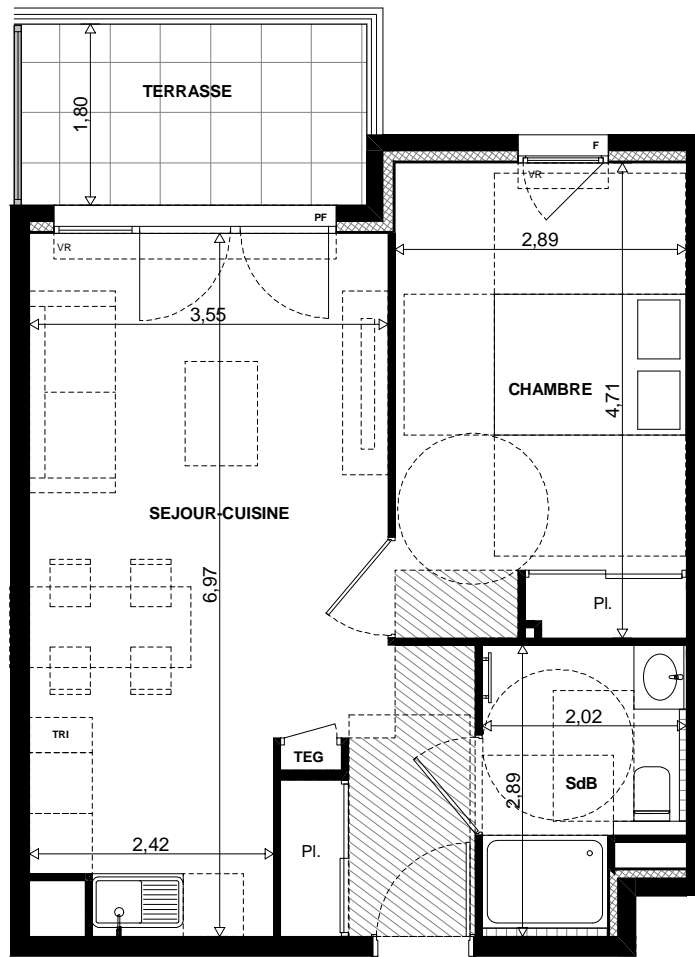 TERRASSE
1,80
F
VR
PF
VR
2,89
3,55
CHAMBRE
4,71
SEJOUR-CUISINE
6,97
Pl.
TRI
2,02
TEG
SdB
2,89
2,42
Pl.